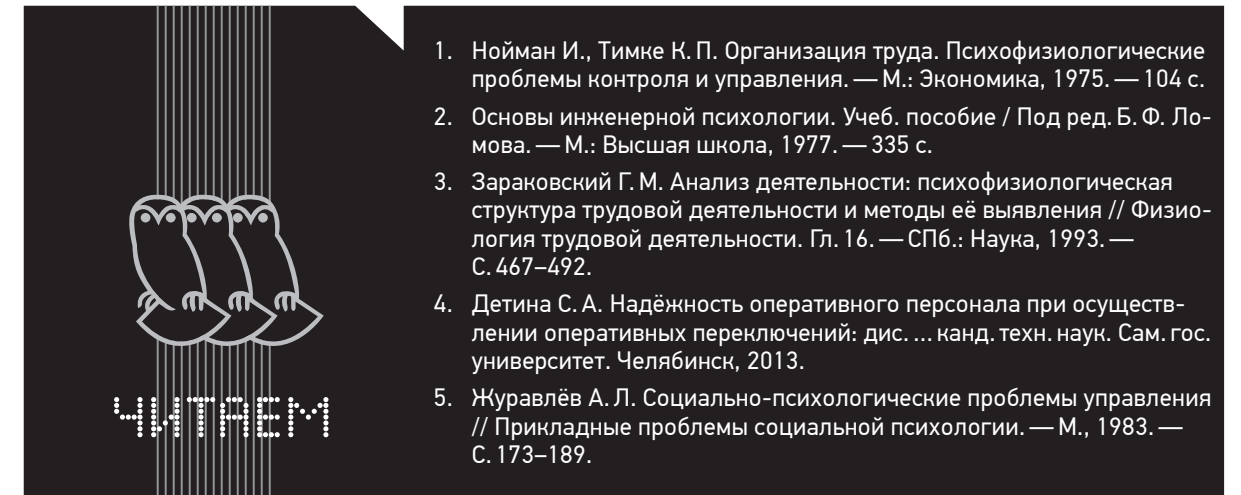 1. Нойман И., Тимке К. П. Организация труда. Психофизиологические
проблемы контроля и управления. — М.: Экономика, 1975. — 104 с.
2. Основы инженерной психологии. Учеб. пособие / Под ред. Б. Ф. Ло-
мова. — М.: Высшая школа, 1977. — 335 с.
3. Зараковский Г. М. Анализ деятельности: психофизиологическая
структура трудовой деятельности и методы её выявления // Физио-
логия трудовой деятельности. Гл. 16. — СПб.: Наука, 1993. —
С. 467–492.
4. Детина С. А. Надёжность оперативного персонала при осуществ-
лении оперативных переключений: дис. ... канд. техн. наук. Сам. гос.
университет. Челябинск, 2013.
5. Журавлёв А. Л. Социально-психологические проблемы управления
// Прикладные проблемы социальной психологии. — М., 1983. —
С. 173–189.
ЧИТАЕМ